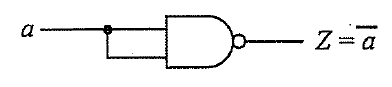 a
Z = a̅